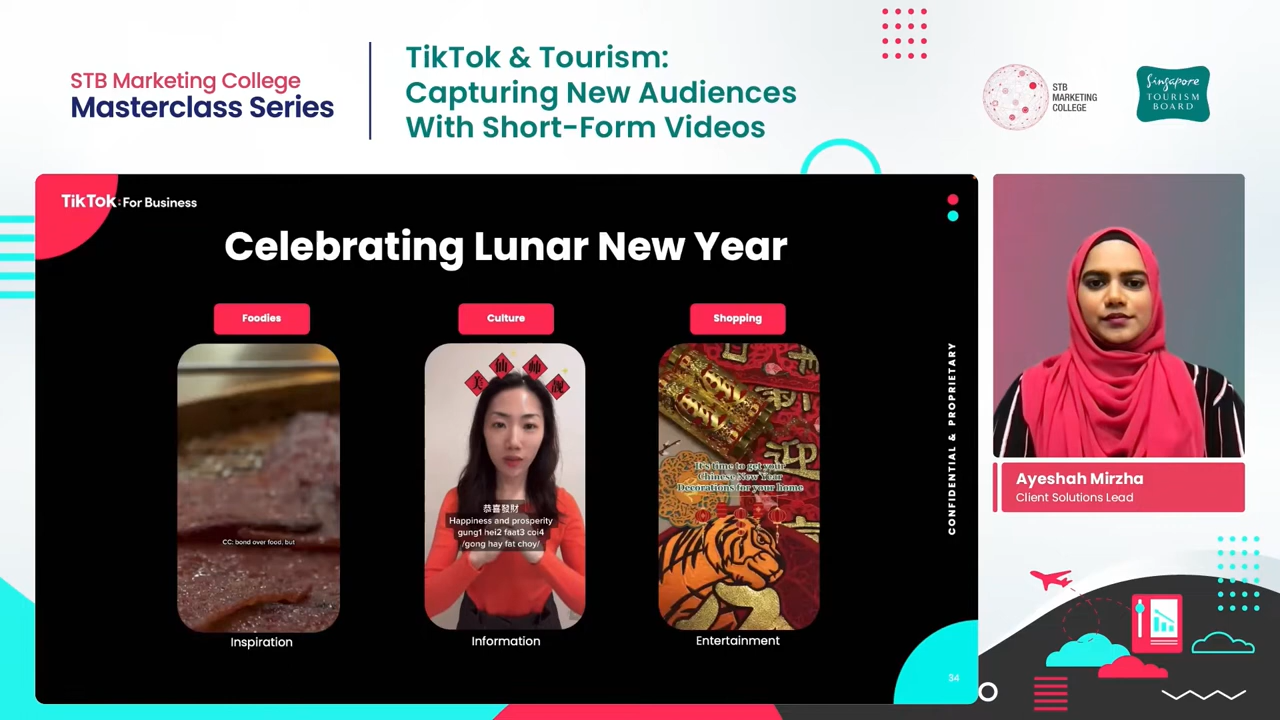 STB Marketing College
Masterclass Series
TikTok & Tourism:
Capturing New Audiences
With Short-Form Videos
STB
MARKETING
COLLEGE
Singapore
TOURISM
BOARD
TikTok: For Business
Celebrating Lunar New Year
Foodies
Culture
Shopping
CC: bond over food, but
恭喜發財
Happiness and prosperity
gung1 hei2 faat3 coi4
/gong hay fat choy/
It's time to get your
Chinese New Year
Decorations for your home
迎
Inspiration
Information
Entertainment
CONFIDENTIAL & PROPRIETARY
34
Ayeshah Mirzha
Client Solutions Lead